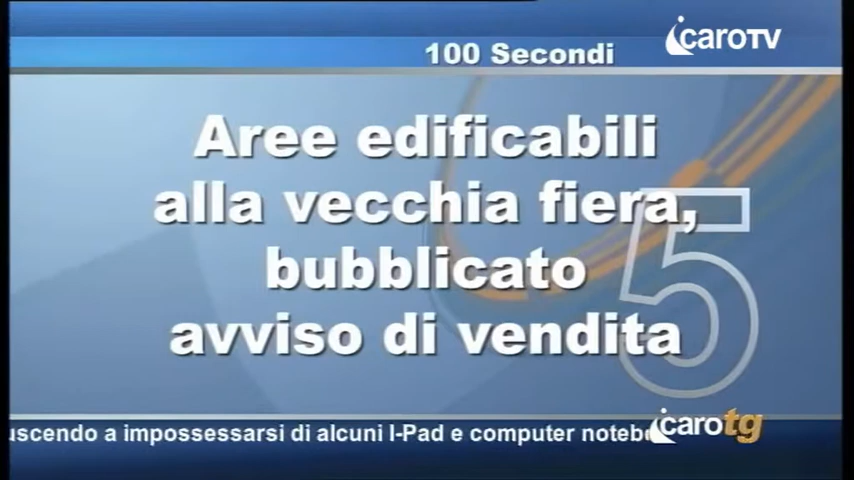 100 Secondi
icaroTV
Aree edificabili
alla vecchia fiera,
bubblicato
avviso di vendita
5
uscendo a impossessarsi di alcuni I-Pad e computer
icarotg